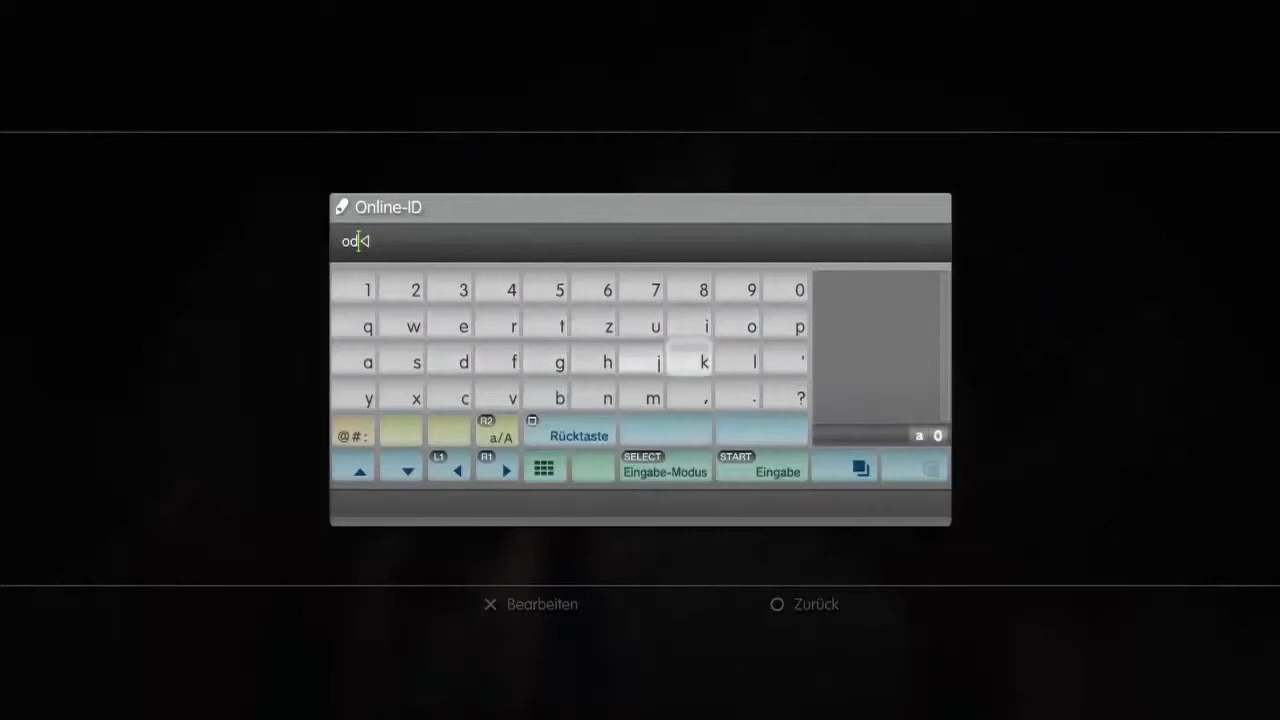 Online-ID
od
1 2 3 4 5 6 7 8 9 0
q w e r t z u i o p
a s d f g h j k l '
y x c v b n m , . ?
@#: R2 a/A Rücktaste a 0
L1 R1 SELECT Eingabe-Modus START Eingabe
Bearbeiten Zurück